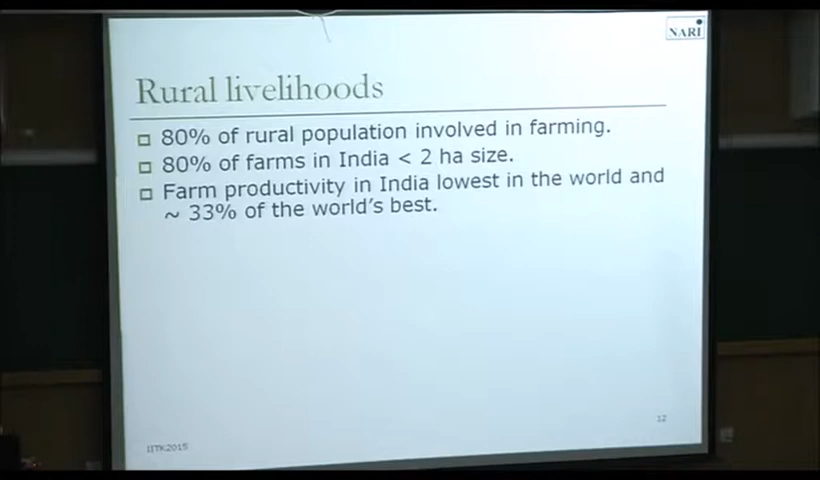 NARI
Rural livelihoods
80% of rural population involved in farming.
80% of farms in India < 2 ha size.
Farm productivity in India lowest in the world and
~ 33% of the world's best.
12
IITK2015